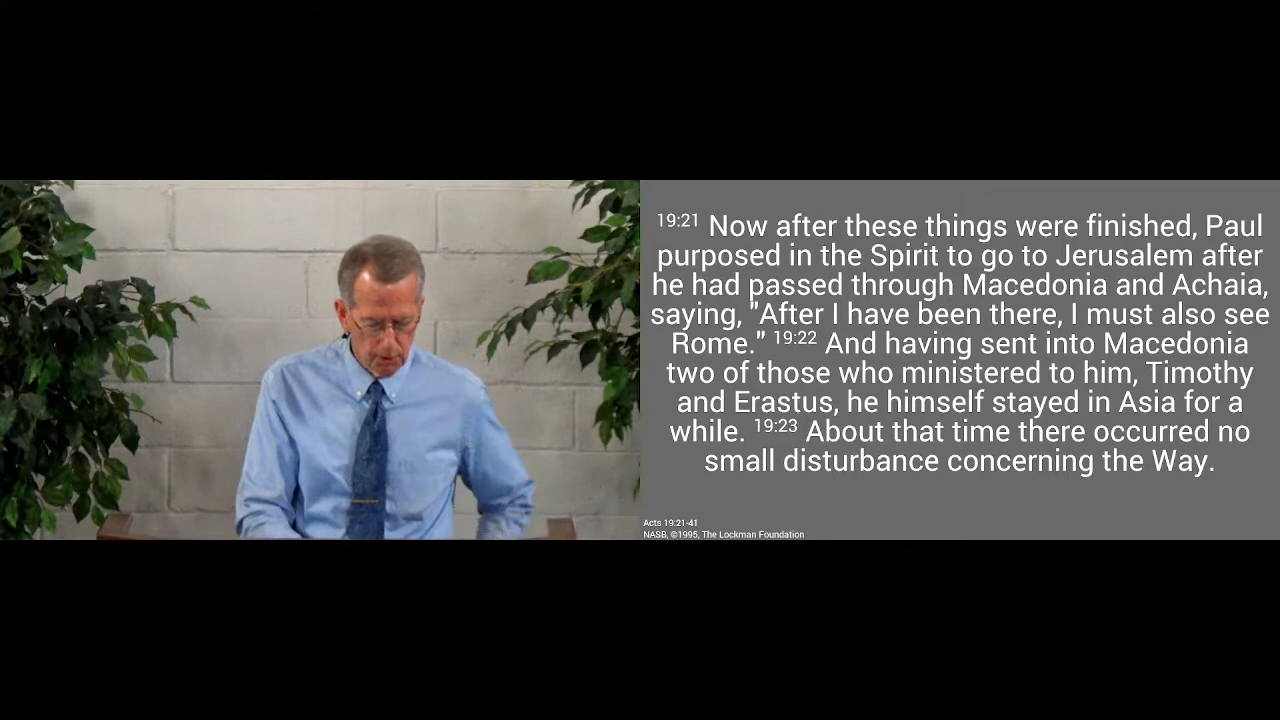 19:21 Now after these things were finished, Paul
purposed in the Spirit to go to Jerusalem after
he had passed through Macedonia and Achaia,
saying, "After I have been there, I must also see
Rome." 19:22 And having sent into Macedonia
two of those who ministered to him, Timothy
and Erastus, he himself stayed in Asia for a
while. 19:23 About that time there occurred no
small disturbance concerning the Way.
Acts 19:21-41
NASB, ©1995, The Lockman Foundation